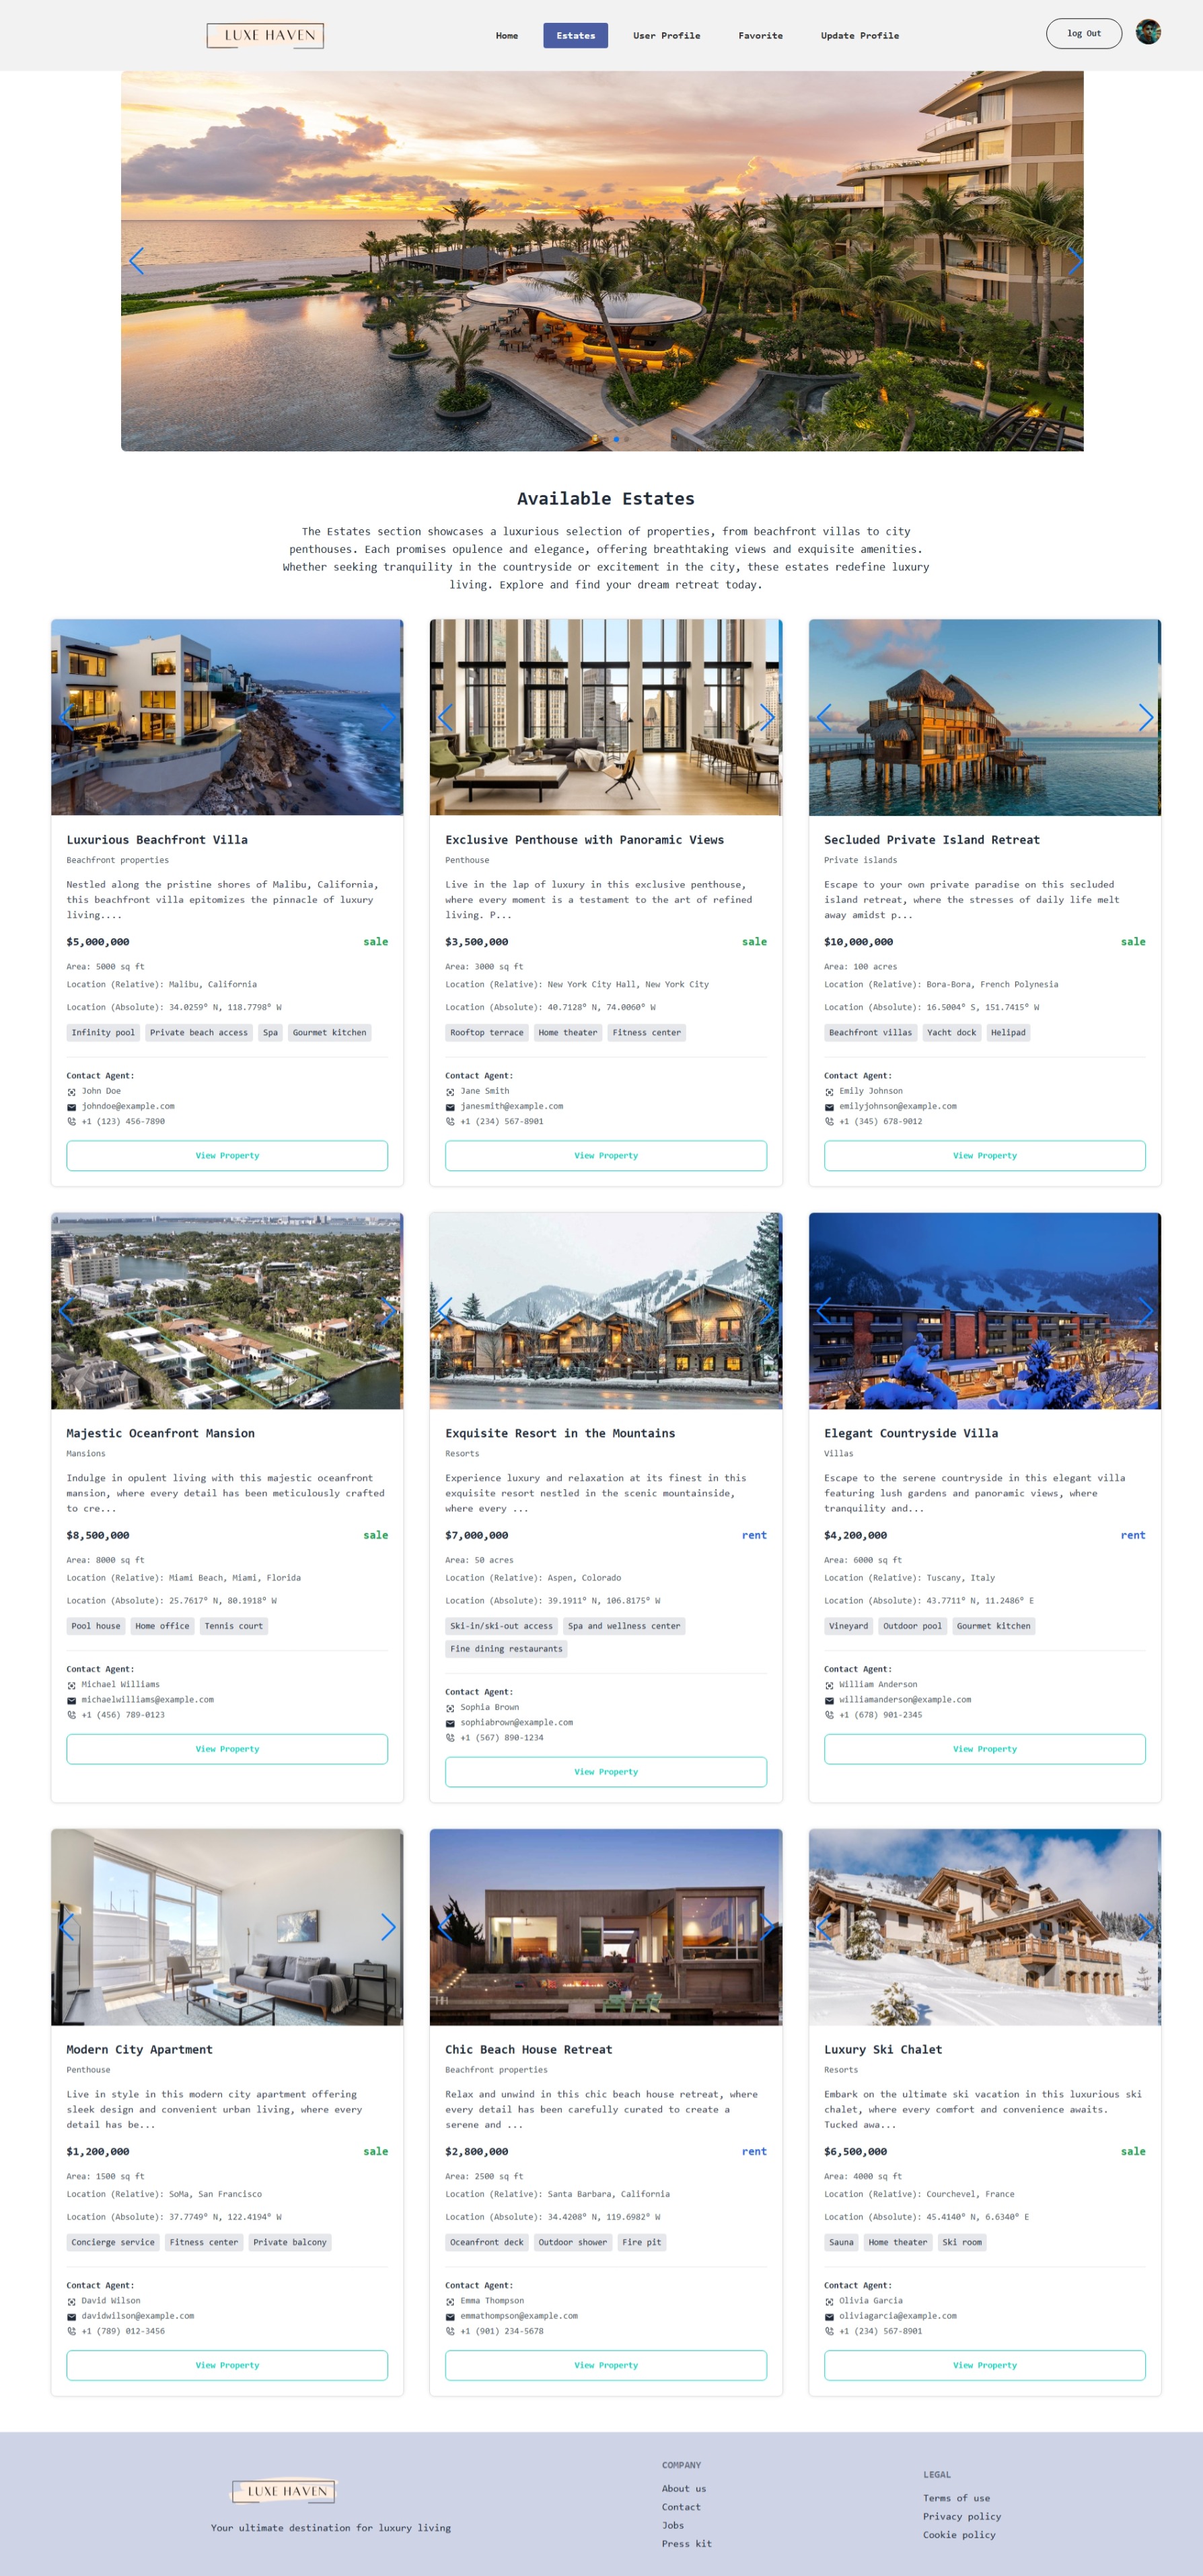 LUXE HAVEN
Home
Estates
User Profile
Favorite
Update Profile
log Out
Available Estates
The Estates section showcases a luxurious selection of properties, from beachfront villas to city
penthouses. Each promises opulence and elegance, offering breathtaking views and exquisite amenities.
Whether seeking tranquility in the countryside or excitement in the city, these estates redefine luxury
living. Explore and find your dream retreat today.
Luxurious Beachfront Villa
Beachfront properties
Nestled along the pristine shores of Malibu, California,
this beachfront villa epitomizes the pinnacle of luxury
living....
$5,000,000
sale
Area: 5000 sq ft
Location (Relative): Malibu, California
Location (Absolute): 34.0259° N, 118.7798° W
Infinity pool
Private beach access
Spa
Gourmet kitchen
Contact Agent:
John Doe
johndoe@example.com
+1 (123) 456-7890
View Property
Exclusive Penthouse with Panoramic Views
Penthouse
Live in the lap of luxury in this exclusive penthouse,
where every moment is a testament to the art of refined
living. P...
$3,500,000
sale
Area: 3000 sq ft
Location (Relative): New York City Hall, New York City
Location (Absolute): 40.7128° N, 74.0060° W
Rooftop terrace
Home theater
Fitness center
Contact Agent:
Jane Smith
janesmith@example.com
+1 (234) 567-8901
View Property
Secluded Private Island Retreat
Private islands
Escape to your own private paradise on this secluded
island retreat, where the stresses of daily life melt
away amidst p...
$10,000,000
sale
Area: 100 acres
Location (Relative): Bora-Bora, French Polynesia
Location (Absolute): 16.5004° S, 151.7415° W
Beachfront villas
Yacht dock
Helipad
Contact Agent:
Emily Johnson
emilyjohnson@example.com
+1 (345) 678-9012
View Property
Majestic Oceanfront Mansion
Mansions
Indulge in opulent living with this majestic oceanfront
mansion, where every detail has been meticulously crafted
to cre...
$8,500,000
sale
Area: 8000 sq ft
Location (Relative): Miami Beach, Miami, Florida
Location (Absolute): 25.7617° N, 80.1918° W
Pool house
Home office
Tennis court
Contact Agent:
Michael Williams
michaelwilliams@example.com
+1 (456) 789-0123
View Property
Exquisite Resort in the Mountains
Resorts
Experience luxury and relaxation at its finest in this
exquisite resort nestled in the scenic mountainside,
where every ...
$7,000,000
rent
Area: 50 acres
Location (Relative): Aspen, Colorado
Location (Absolute): 39.1911° N, 106.8175° W
Ski-in/ski-out access
Spa and wellness center
Fine dining restaurants
Contact Agent:
Sophia Brown
sophiabrown@example.com
+1 (567) 890-1234
View Property
Elegant Countryside Villa
Villas
Escape to the serene countryside in this elegant villa
featuring lush gardens and panoramic views, where
tranquility and...
$4,200,000
rent
Area: 6000 sq ft
Location (Relative): Tuscany, Italy
Location (Absolute): 43.7711° N, 11.2486° E
Vineyard
Outdoor pool
Gourmet kitchen
Contact Agent:
William Anderson
williamanderson@example.com
+1 (678) 901-2345
View Property
Modern City Apartment
Penthouse
Live in style in this modern city apartment offering
sleek design and convenient urban living, where every
detail has be...
$1,200,000
sale
Area: 1500 sq ft
Location (Relative): SoMa, San Francisco
Location (Absolute): 37.7749° N, 122.4194° W
Concierge service
Fitness center
Private balcony
Contact Agent:
David Wilson
davidwilson@example.com
+1 (789) 012-3456
View Property
Chic Beach House Retreat
Beachfront properties
Relax and unwind in this chic beach house retreat, where
every detail has been carefully curated to create a
serene and ...
$2,800,000
rent
Area: 2500 sq ft
Location (Relative): Santa Barbara, California
Location (Absolute): 34.4208° N, 119.6982° W
Oceanfront deck
Outdoor shower
Fire pit
Contact Agent:
Emma Thompson
emmathompson@example.com
+1 (901) 234-5678
View Property
Luxury Ski Chalet
Resorts
Embark on the ultimate ski vacation in this luxurious ski
chalet, where every comfort and convenience awaits.
Tucked awa...
$6,500,000
sale
Area: 4000 sq ft
Location (Relative): Courchevel, France
Location (Absolute): 45.4140° N, 6.6340° E
Sauna
Home theater
Ski room
Contact Agent:
Olivia Garcia
oliviagarcia@example.com
+1 (234) 567-8901
View Property
LUXE HAVEN
Your ultimate destination for luxury living
COMPANY
About us
Contact
Jobs
Press kit
LEGAL
Terms of use
Privacy policy
Cookie policy